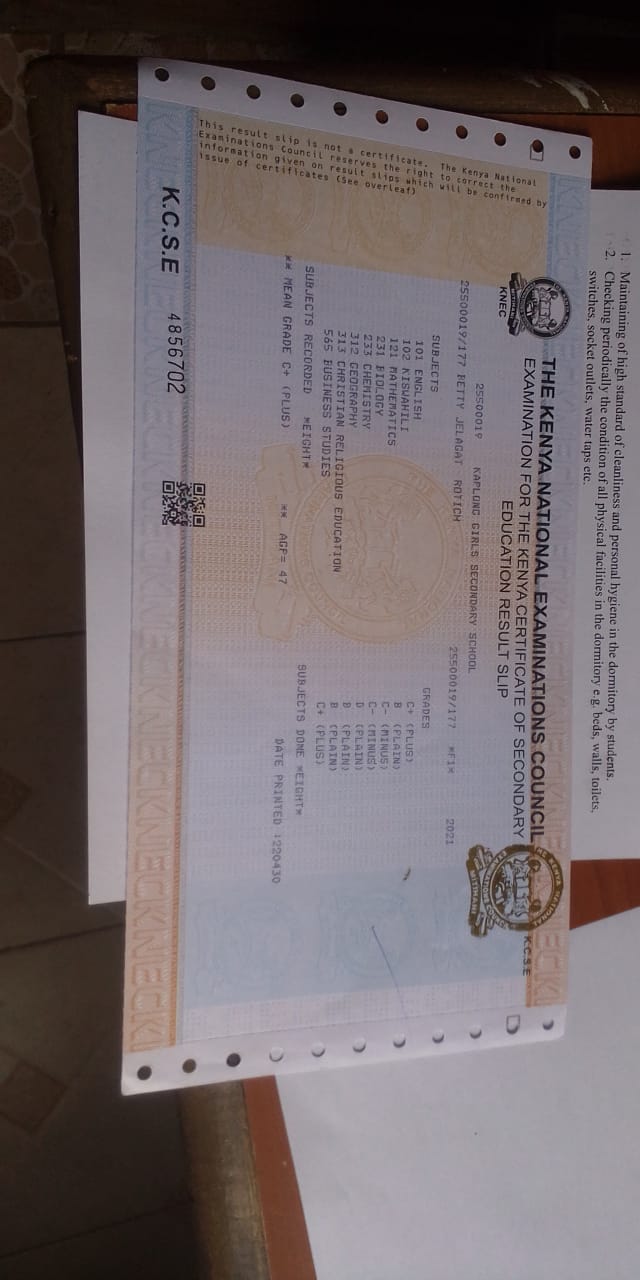 1. Maintaining of high standard of cleanliness and personal hygiene in the dormitory by students.
2. Checking periodically the condition of all physical facilities in the dormitory e.g. beds, walls, toilets,
switches, socket outlets, water taps etc.
THE KENYA NATIONAL EXAMINATIONS COUNCIL
EXAMINATION FOR THE KENYA CERTIFICATE OF SECONDARY
EDUCATION RESULT SLIP
KNEC
K.C.S.E
25500019 KAPLONG GIRLS SECONDARY SCHOOL
25500019/177 BETTY JELAGAT ROTICH 25500019/177 *F1* 2021
SUBJECTS GRADES
101 ENGLISH C+ (PLUS)
102 KISWAHILI B (PLAIN)
121 MATHEMATICS C- (MINUS)
231 BIOLOGY C- (MINUS)
233 CHEMISTRY D (PLAIN)
312 GEOGRAPHY B (PLAIN)
313 CHRISTIAN RELIGIOUS EDUCATION B (PLAIN)
565 BUSINESS STUDIES C+ (PLUS)
SUBJECTS RECORDED *EIGHT* SUBJECTS DONE *EIGHT*
** MEAN GRADE C+ (PLUS) ** AGP= 47 DATE PRINTED :220430
This result slip is not a certificate. The Kenya National
Examinations Council reserves the right to correct the
information given on result slips which will be confirmed by
issue of certificates (See overleaf)
K.C.S.E 4856702